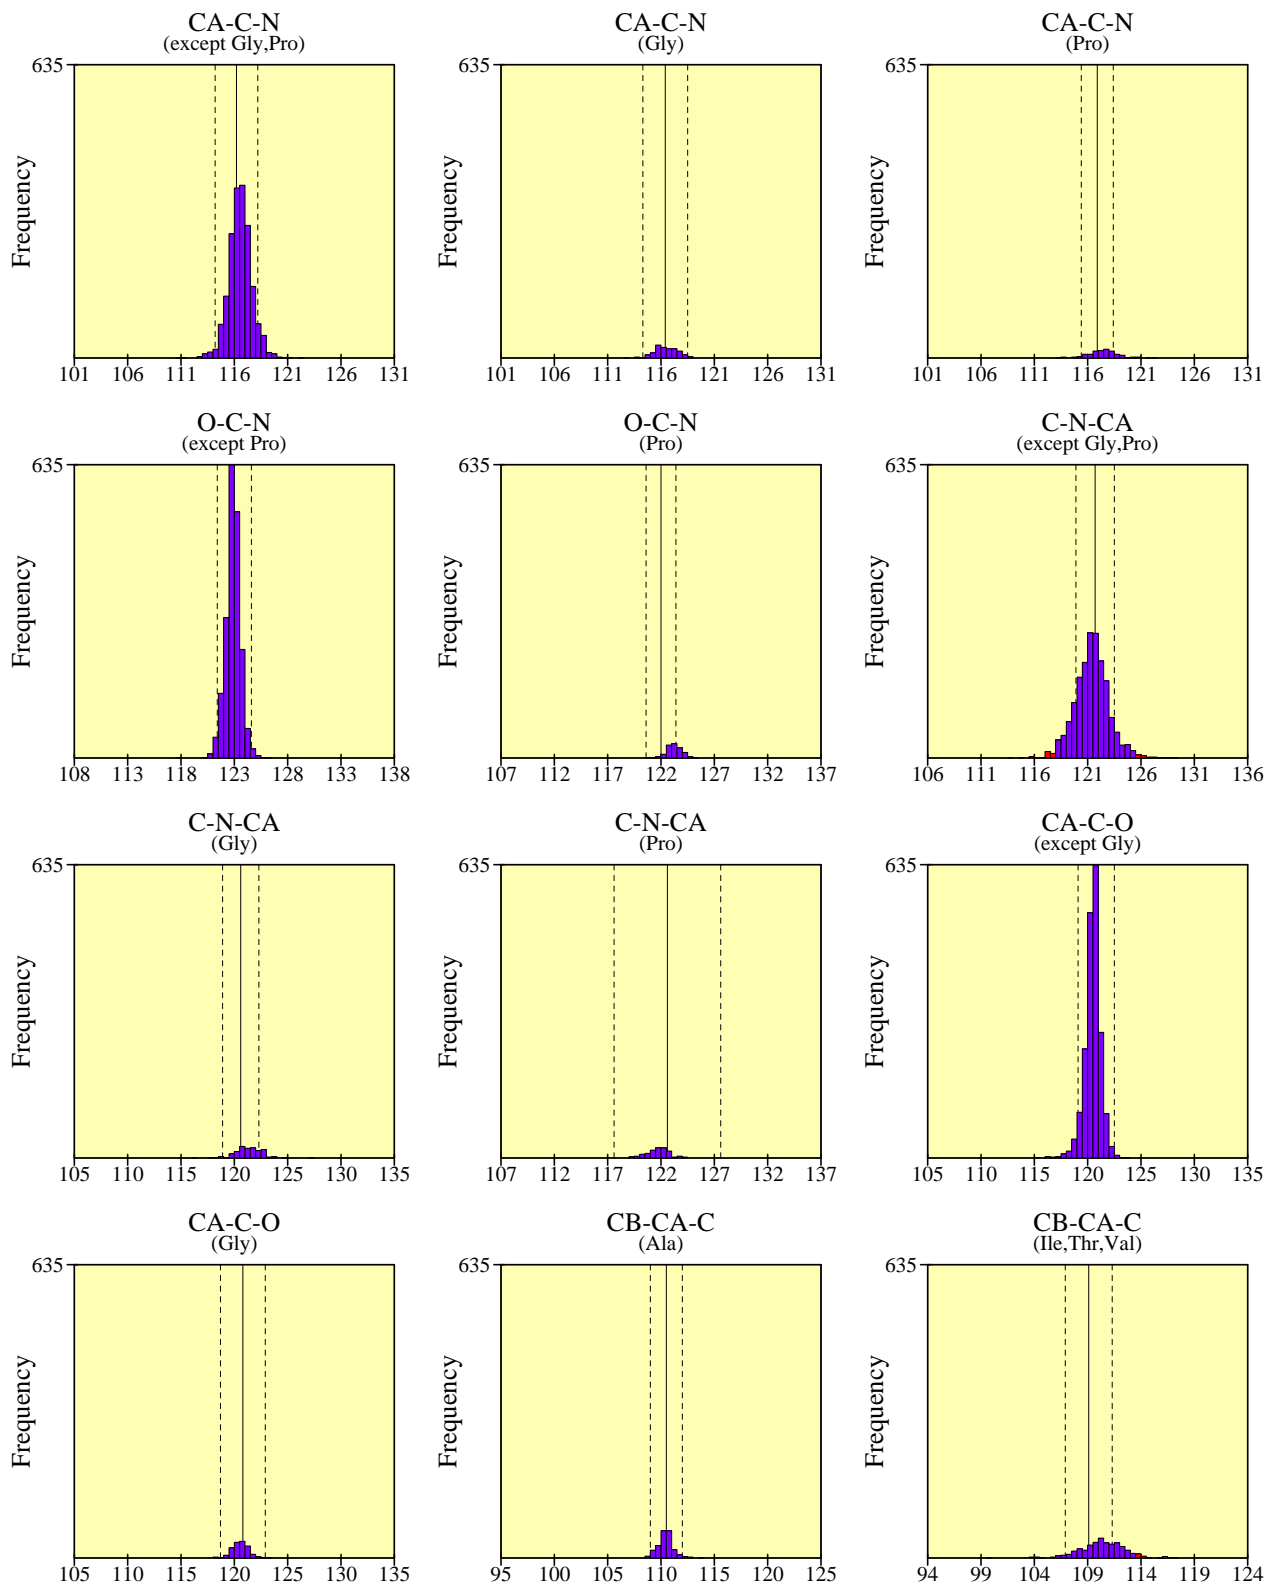 CA-C-N CA-C-N CA-C-N
(except Gly,Pro) (Gly) (Pro)
635 635 635
Frequency Frequency Frequency
101 106 111 116 121 126 131 101 106 111 116 121 126 131 101 106 111 116 121 126 131
O-C-N O-C-N C-N-CA
(except Pro) (Pro) (except Gly,Pro)
635 635 635
Frequency Frequency Frequency
108 113 118 123 128 133 138 107 112 117 122 127 132 137 106 111 116 121 126 131 136
C-N-CA C-N-CA CA-C-O
(Gly) (Pro) (except Gly)
635 635 635
Frequency Frequency Frequency
105 110 115 120 125 130 135 107 112 117 122 127 132 137 105 110 115 120 125 130 135
CA-C-O CB-CA-C CB-CA-C
(Gly) (Ala) (Ile,Thr,Val)
635 635 635
Frequency Frequency Frequency
105 110 115 120 125 130 135 95 100 105 110 115 120 125 94 99 104 109 114 119 124